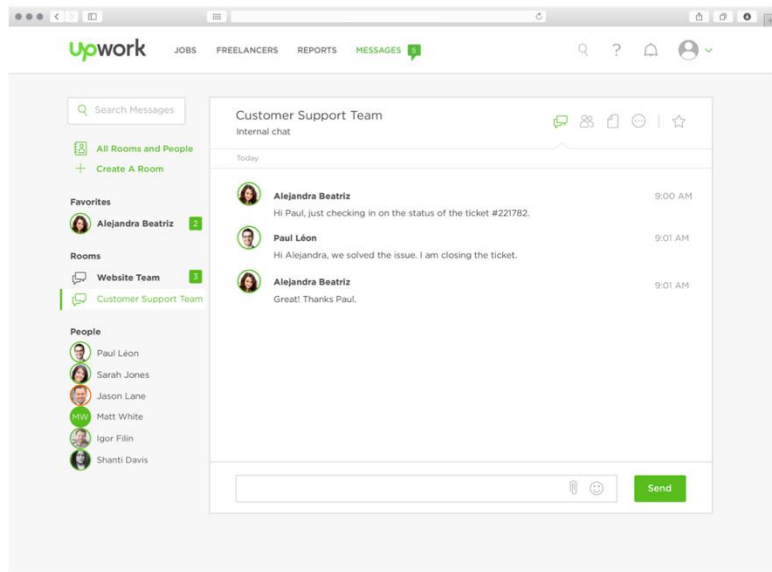 upwork
JOBS
FREELANCERS
REPORTS
MESSAGES 5
?
Search Messages
All Rooms and People
+ Create A Room
Favorites
Alejandra Beatriz 2
Rooms
Website Team 3
Customer Support Team
People
Paul Léon
Sarah Jones
Jason Lane
MW Matt White
Igor Filin
Shanti Davis
Customer Support Team
Internal chat
Today
Alejandra Beatriz 9:00 AM
Hi Paul, just checking in on the status of the ticket #221782.
Paul Léon 9:01 AM
Hi Alejandra, we solved the issue. I am closing the ticket.
Alejandra Beatriz 9:01 AM
Great! Thanks Paul.
Send